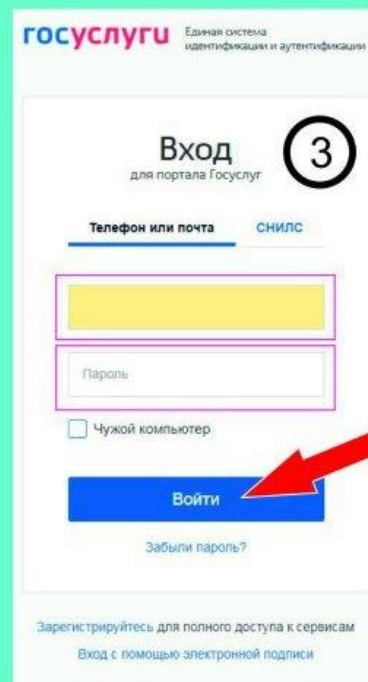 госуслуги
Единая система
идентификации и аутентификации
Вход
3
для портала Госуслуг
Телефон или почта
СНИЛС
Пароль
Чужой компьютер
Войти
Забыли пароль?
Зарегистрируйтесь для полного доступа к сервисам
Вход с помощью электронной подписи